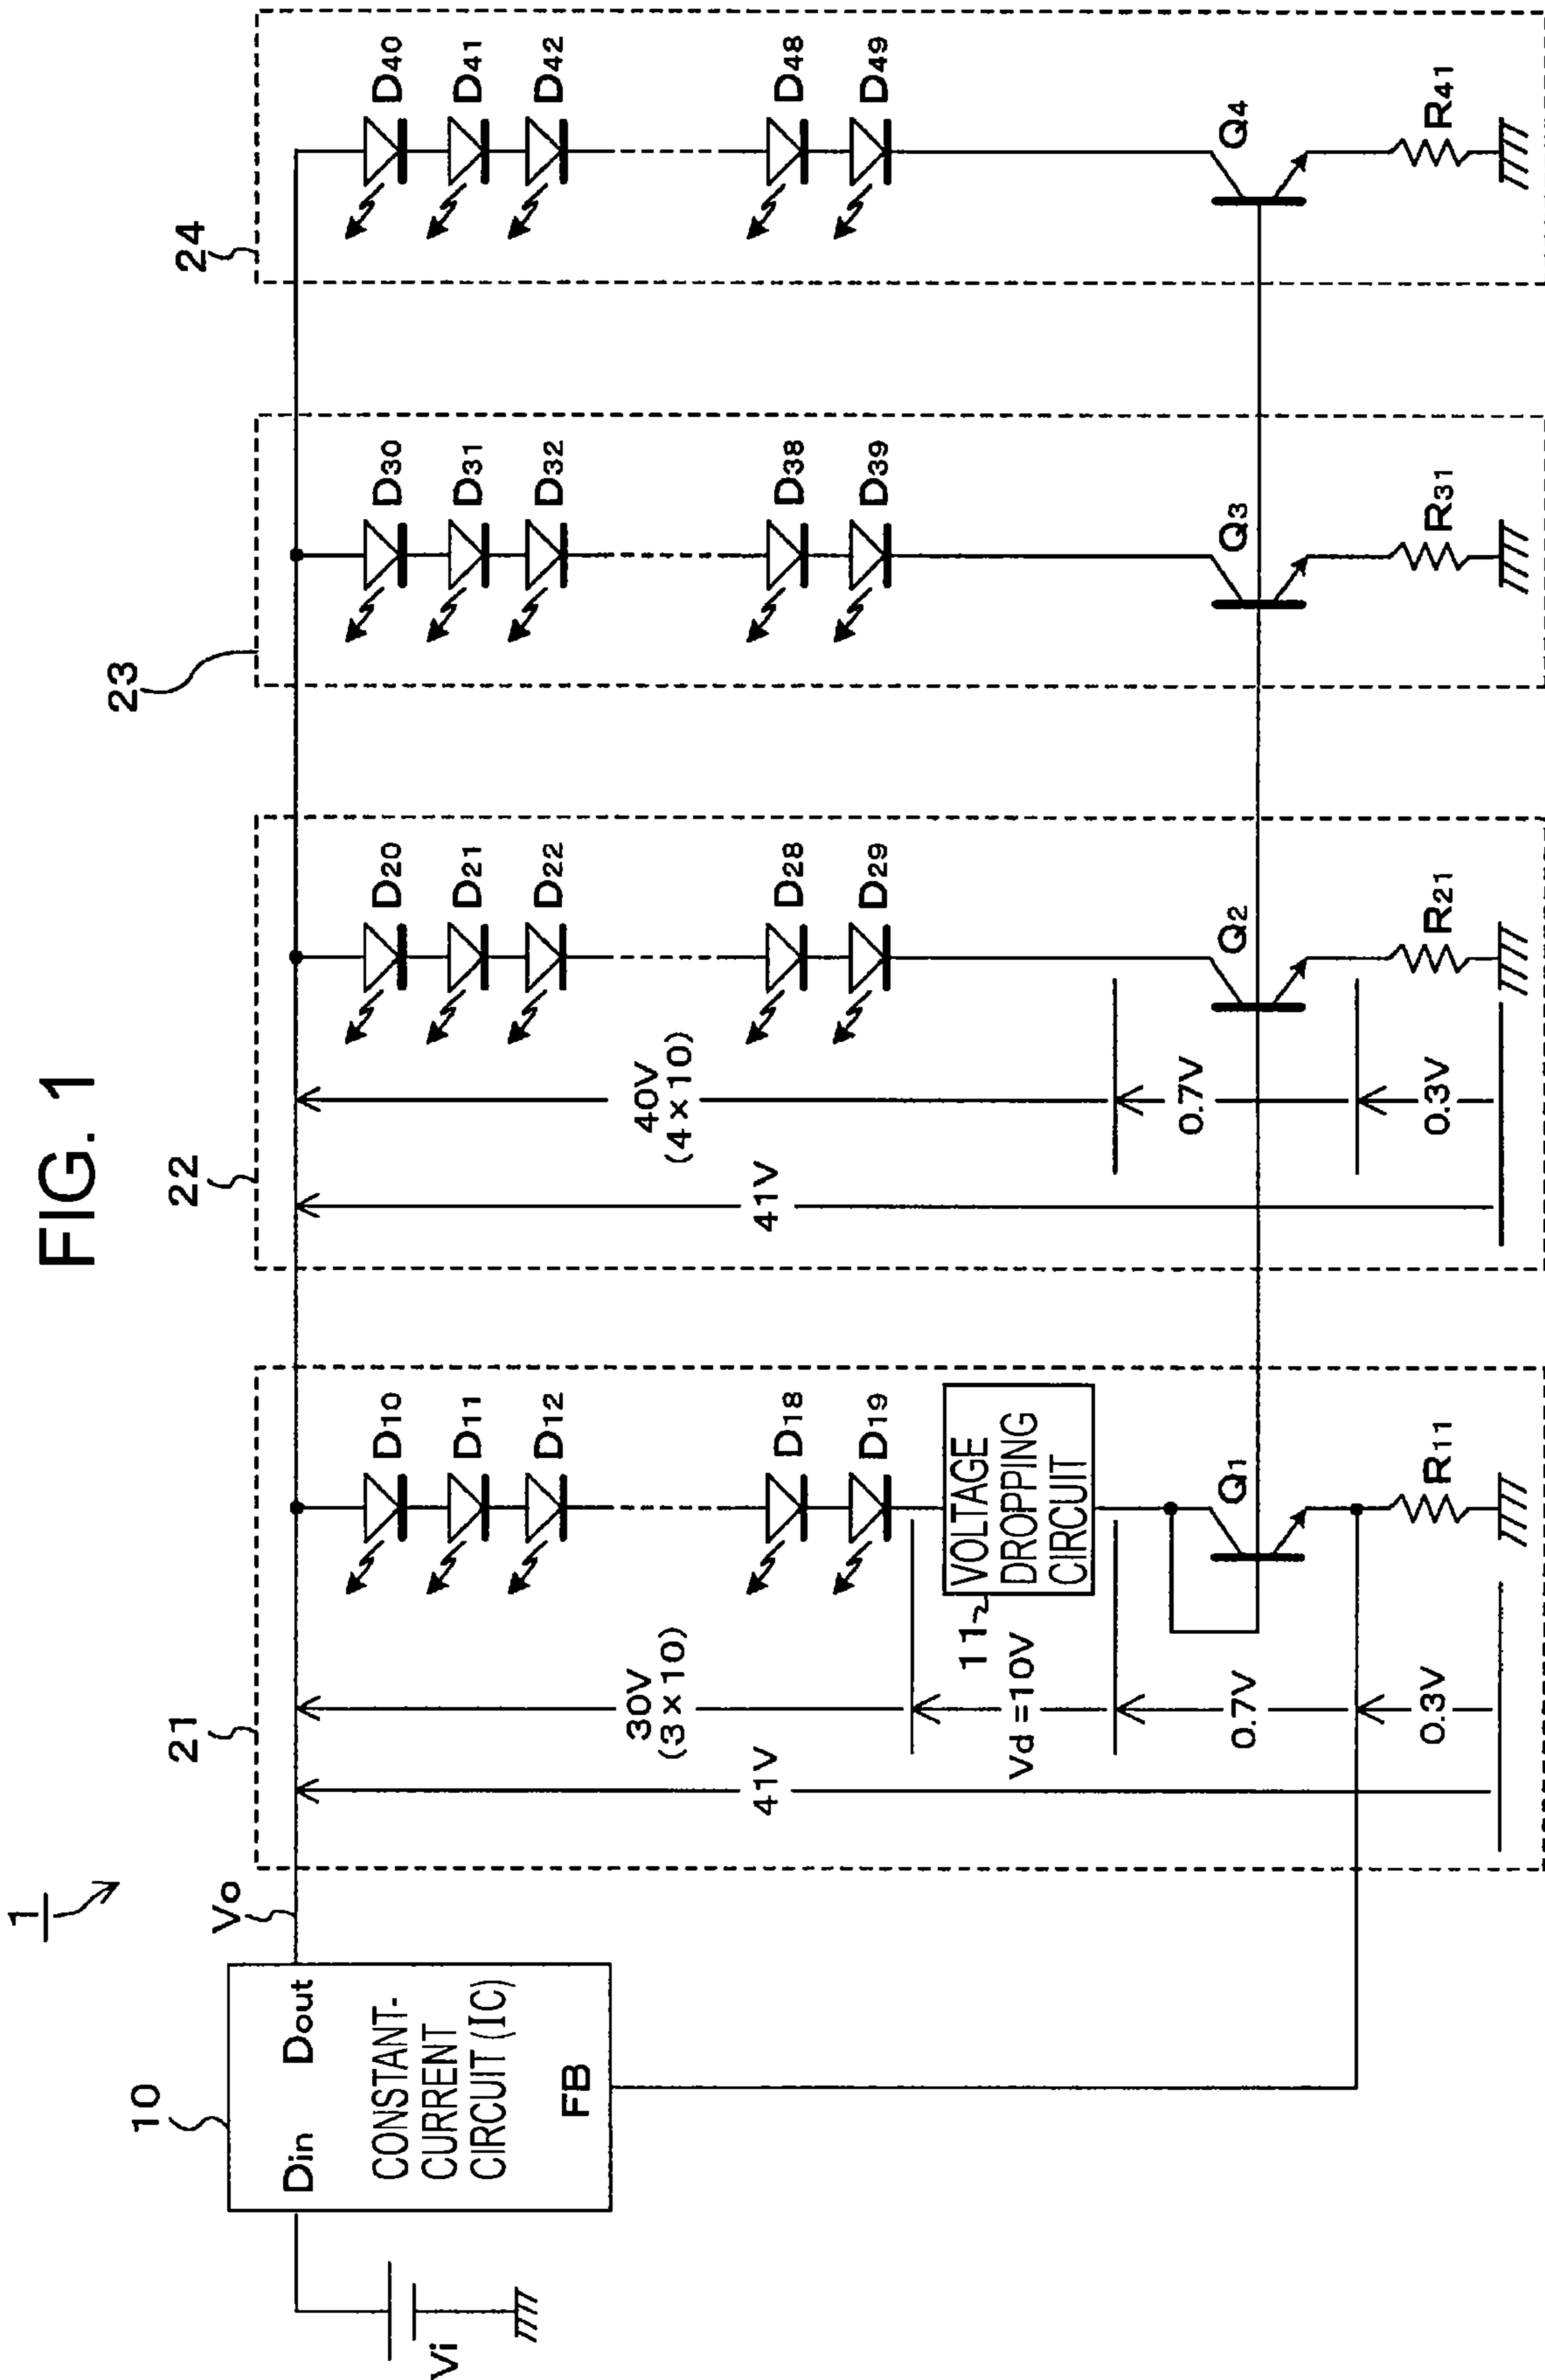 FIG. 1
1
10
Din
Dout
CONSTANT-
CURRENT
CIRCUIT (IC)
FB
Vi
Vo
21
41V
30V
(3×10)
Vd=10V
0.7V
0.3V
D10
D11
D12
D18
D19
11
VOLTAGE
DROPPING
CIRCUIT
Q1
R11
22
41V
40V
(4×10)
0.7V
0.3V
D20
D21
D22
D28
D29
Q2
R21
23
D30
D31
D32
D38
D39
Q3
R31
24
D40
D41
D42
D48
D49
Q4
R41